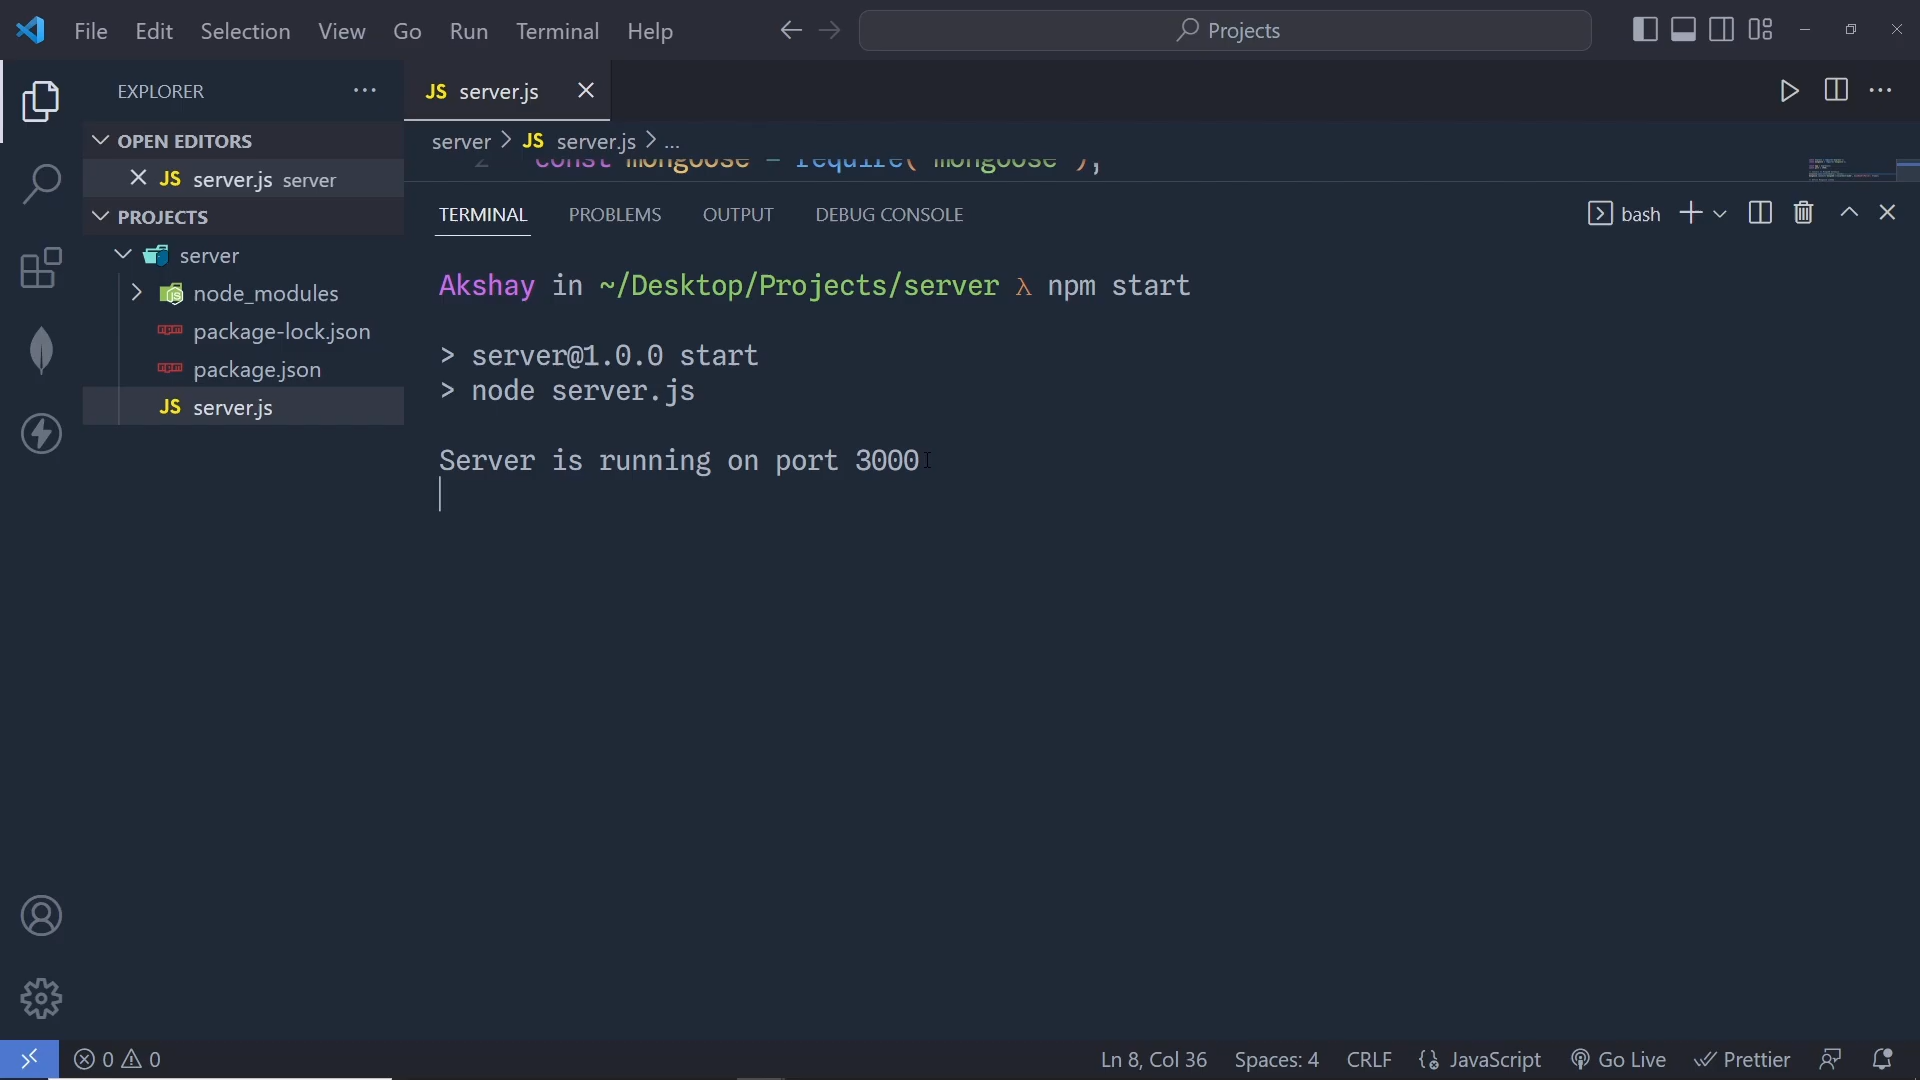 File Edit Selection View Go Run Terminal Help
Projects
EXPLORER
OPEN EDITORS
JS server.js server
PROJECTS
server
node_modules
package-lock.json
package.json
JS server.js
JS server.js
server > JS server.js > ...
2 const mongoose = require('mongoose');
TERMINAL PROBLEMS OUTPUT DEBUG CONSOLE
bash
Akshay in ~/Desktop/Projects/server λ npm start
> server@1.0.0 start
> node server.js
Server is running on port 3000
0 0
Ln 8, Col 36 Spaces: 4 CRLF JavaScript Go Live Prettier